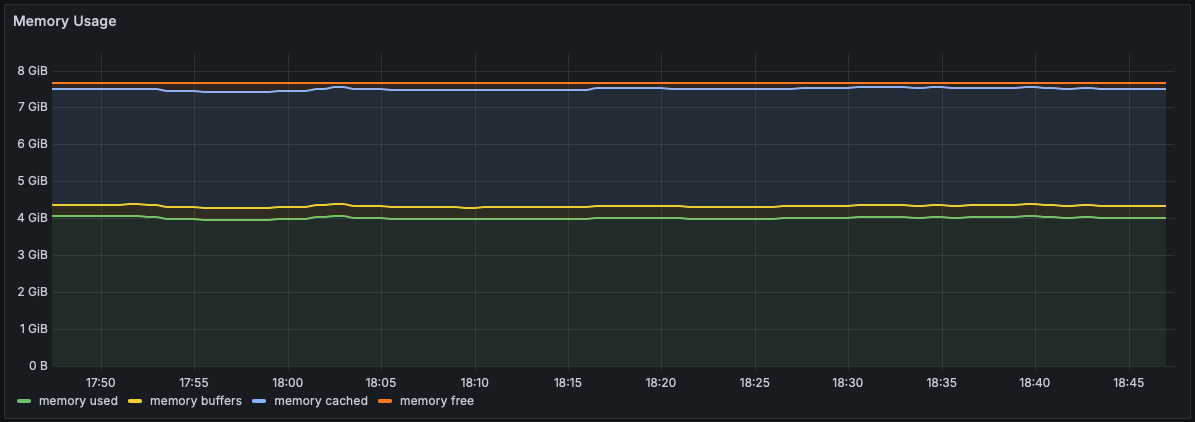 Memory Usage
8 GiB
7 GiB
6 GiB
5 GiB
4 GiB
3 GiB
2 GiB
1 GiB
0 B
17:50 17:55 18:00 18:05 18:10 18:15 18:20 18:25 18:30 18:35 18:40 18:45
memory used memory buffers memory cached memory free